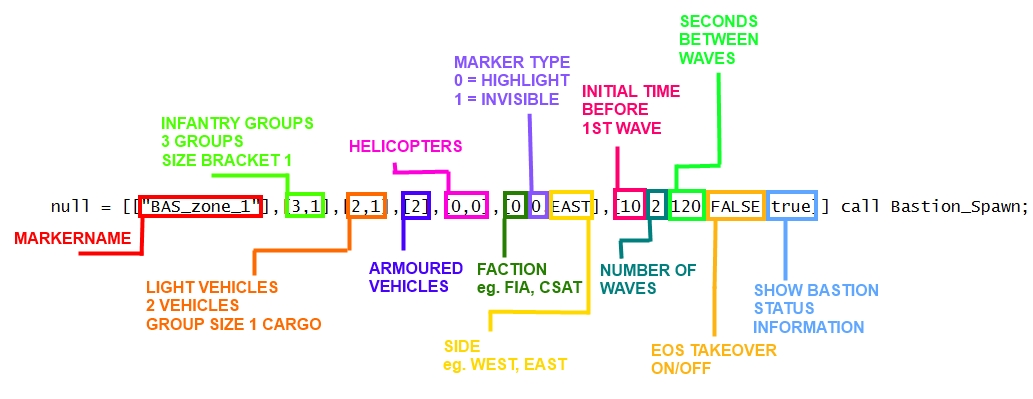 SECONDS
BETWEEN
WAVES
MARKER TYPE
0 = HIGHLIGHT
1 = INVISIBLE
INITIAL TIME
BEFORE
1ST WAVE
INFANTRY GROUPS
3 GROUPS
SIZE BRACKET 1
HELICOPTERS
null = [["BAS_zone_1"],[3,1],[2,1],[2],[0,0],[0,0,EAST],[10,2,120,FALSE,true]] call Bastion_Spawn;
MARKERNAME
LIGHT VEHICLES
2 VEHICLES
GROUP SIZE 1 CARGO
ARMOURED
VEHICLES
FACTION
eg. FIA, CSAT
NUMBER OF
WAVES
SHOW BASTION
STATUS
INFORMATION
SIDE
eg. WEST, EAST
EOS TAKEOVER
ON/OFF